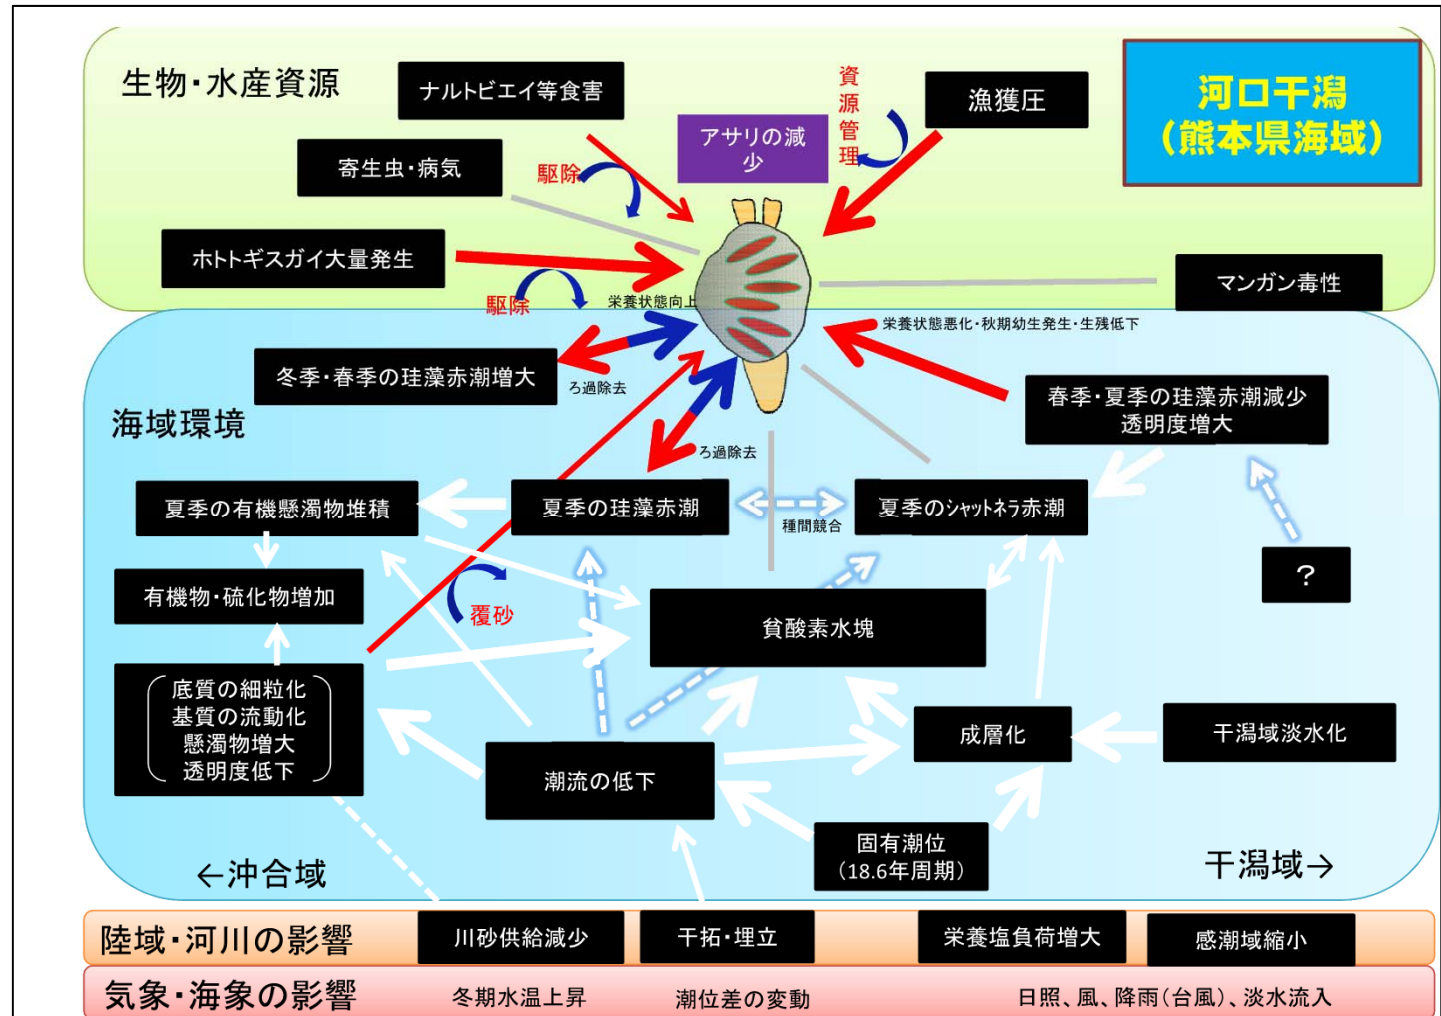 生物・水産資源
ナルトビエイ等食害
資源管理
漁獲圧
河口干潟
(熊本県海域)
アサリの減
少
寄生虫・病気
駆除
ホトトギスガイ大量発生
マンガン毒性
駆除
栄養状態向上
栄養状態悪化・秋期幼生発生・生残低下
冬季・春季の珪藻赤潮増大
ろ過除去
春季・夏季の珪藻赤潮減少
透明度増大
海域環境
ろ過除去
夏季の有機懸濁物堆積
夏季の珪藻赤潮
種間競合
夏季のシャットネラ赤潮
?
有機物・硫化物増加
覆砂
貧酸素水塊
底質の細粒化
基質の流動化
懸濁物増大
透明度低下
潮流の低下
成層化
干潟域淡水化
固有潮位
(18.6年周期)
←沖合域
干潟域→
陸域・河川の影響
川砂供給減少
干拓・埋立
栄養塩負荷増大
感潮域縮小
気象・海象の影響
冬期水温上昇
潮位差の変動
日照、風、降雨(台風)、淡水流入